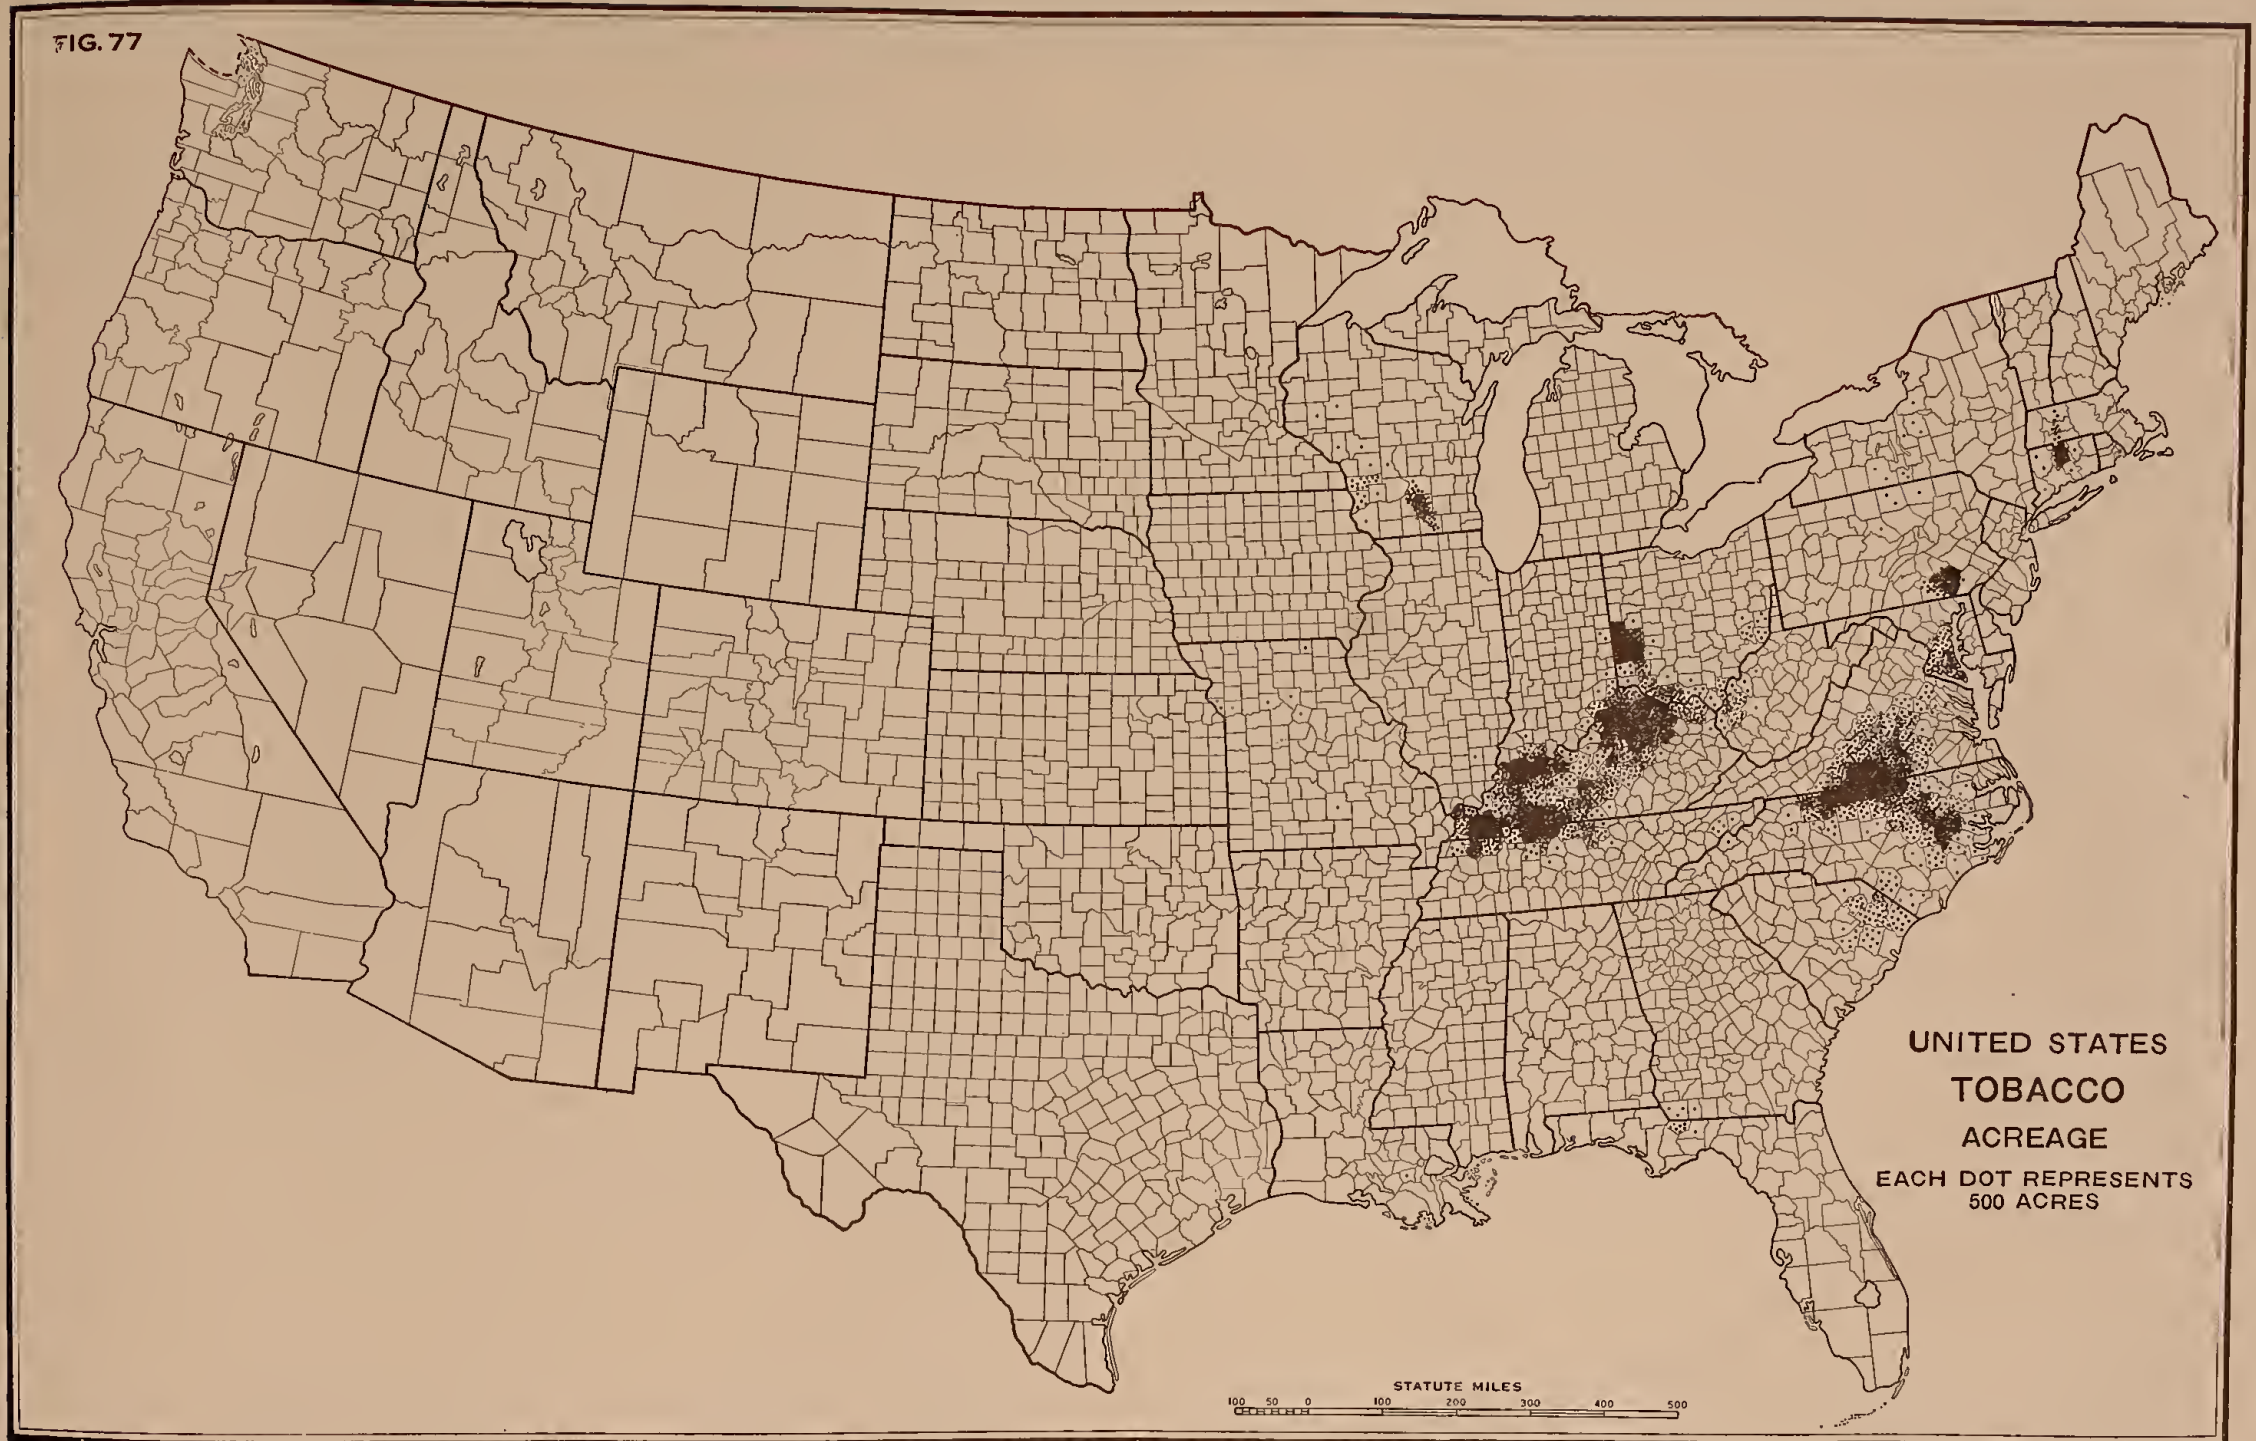 FIG. 77
UNITED STATES
TOBACCO
ACREAGE
EACH DOT REPRESENTS
500 ACRES
STATUTE MILES
100 50 0 100 200 300 400 500